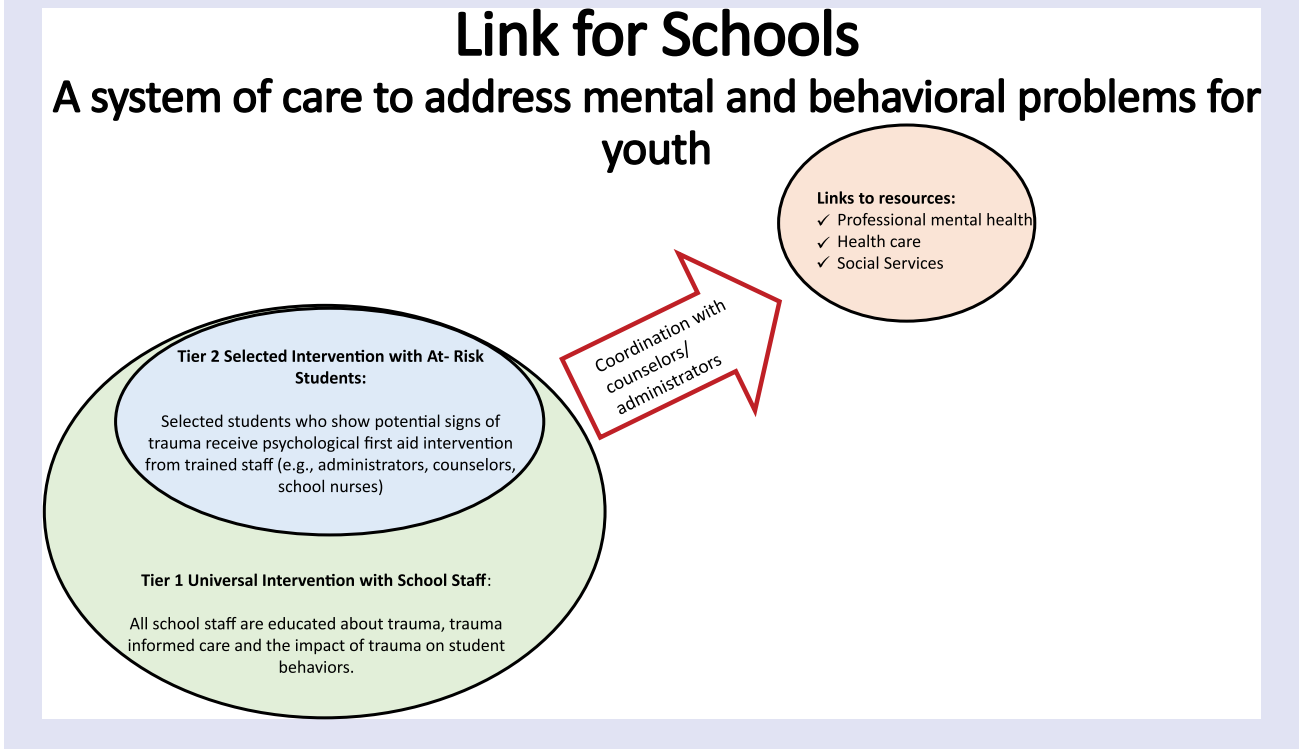 Link for Schools
A system of care to address mental and behavioral problems for
youth
Links to resources:
✓ Professional mental health
✓ Health care
✓ Social Services
Coordination with
counselors/
administrators
Tier 2 Selected Intervention with At- Risk
Students:
Selected students who show potential signs of
trauma receive psychological first aid intervention
from trained staff (e.g., administrators, counselors,
school nurses)
Tier 1 Universal Intervention with School Staff:
All school staff are educated about trauma, trauma
informed care and the impact of trauma on student
behaviors.